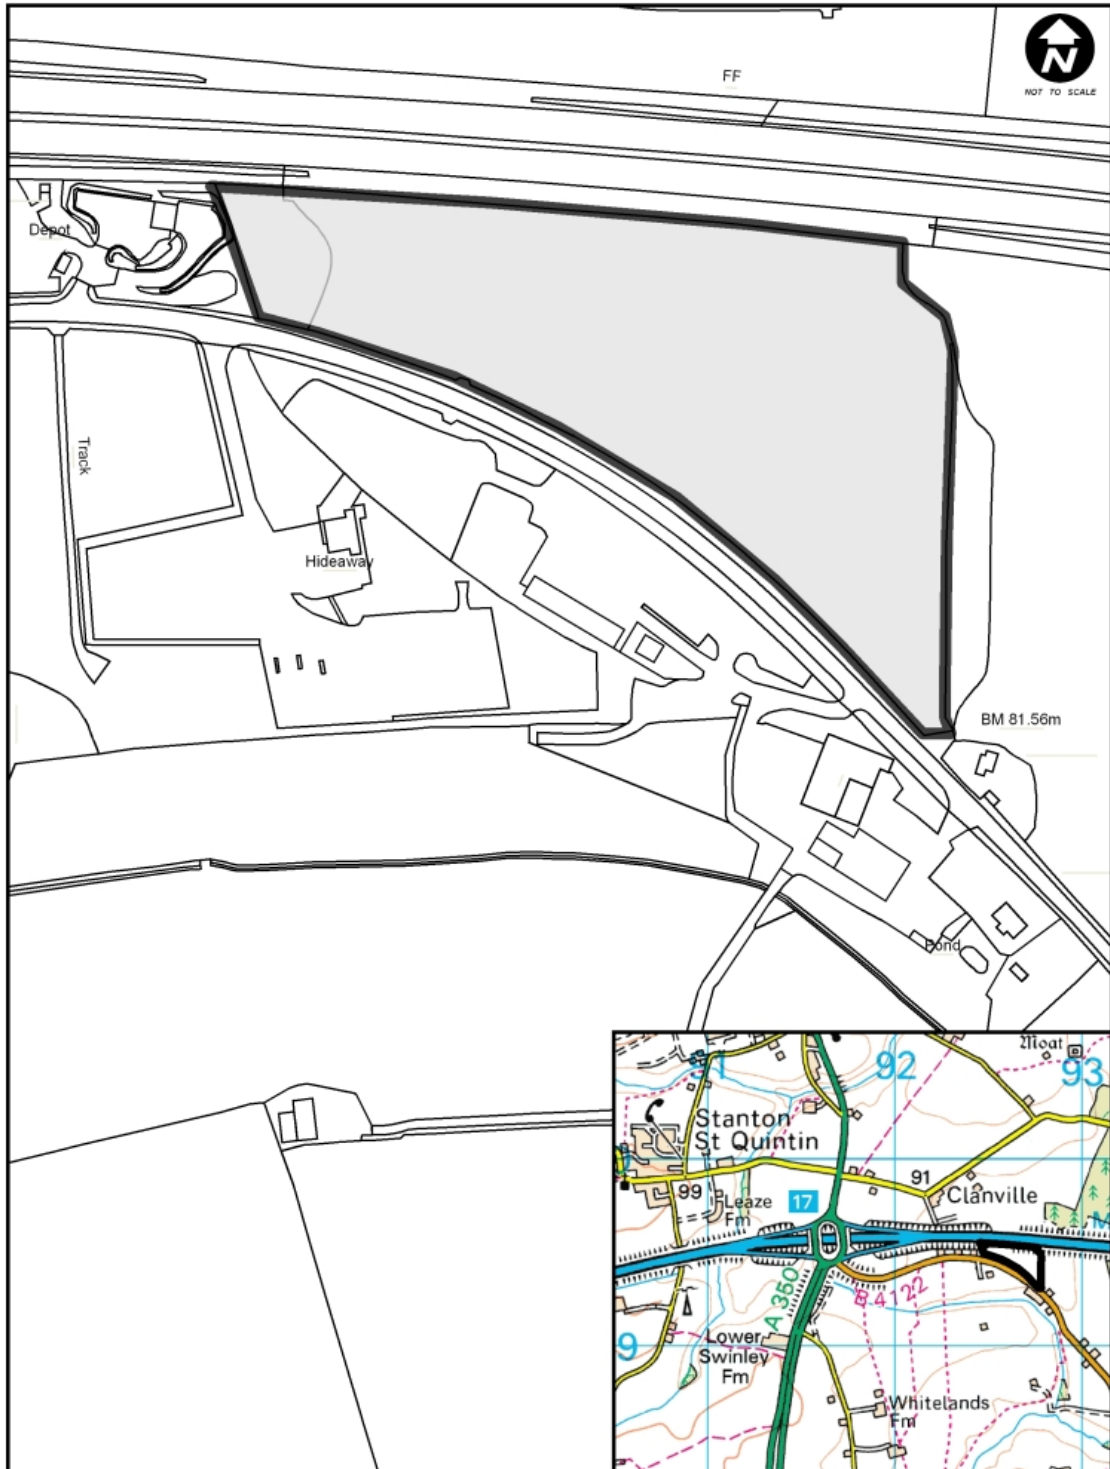 FF
N
NOT TO SCALE
Depot
Track
Hideaway
BM 81.56m
Pond
Moat
92
93
Stanton
St Quintin
99
Leaze
Fm
17
91
Clanville
M
A 350
B 4122
9
Lower
Swinley
Fm
Whitelands
Fm